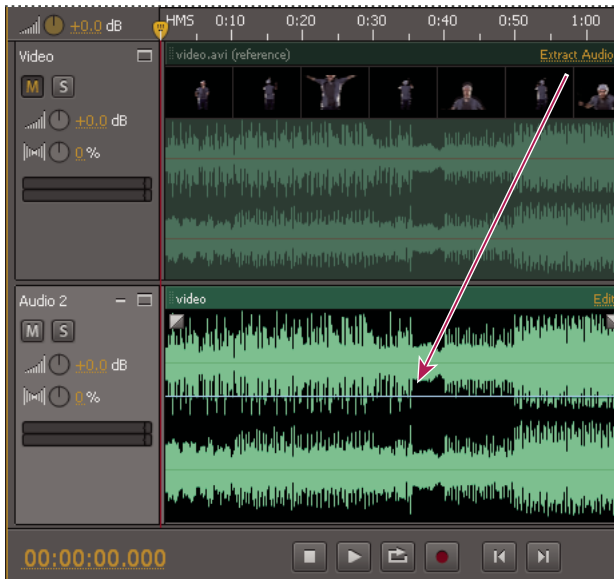 +0.0 dB
HMS 0:10 0:20 0:30 0:40 0:50 1:00
Video
video.avi (reference) Extract Audio
M S
+0.0 dB
0 %
Audio 2
video Edit
M S
+0.0 dB
0 %
00:00:00.000